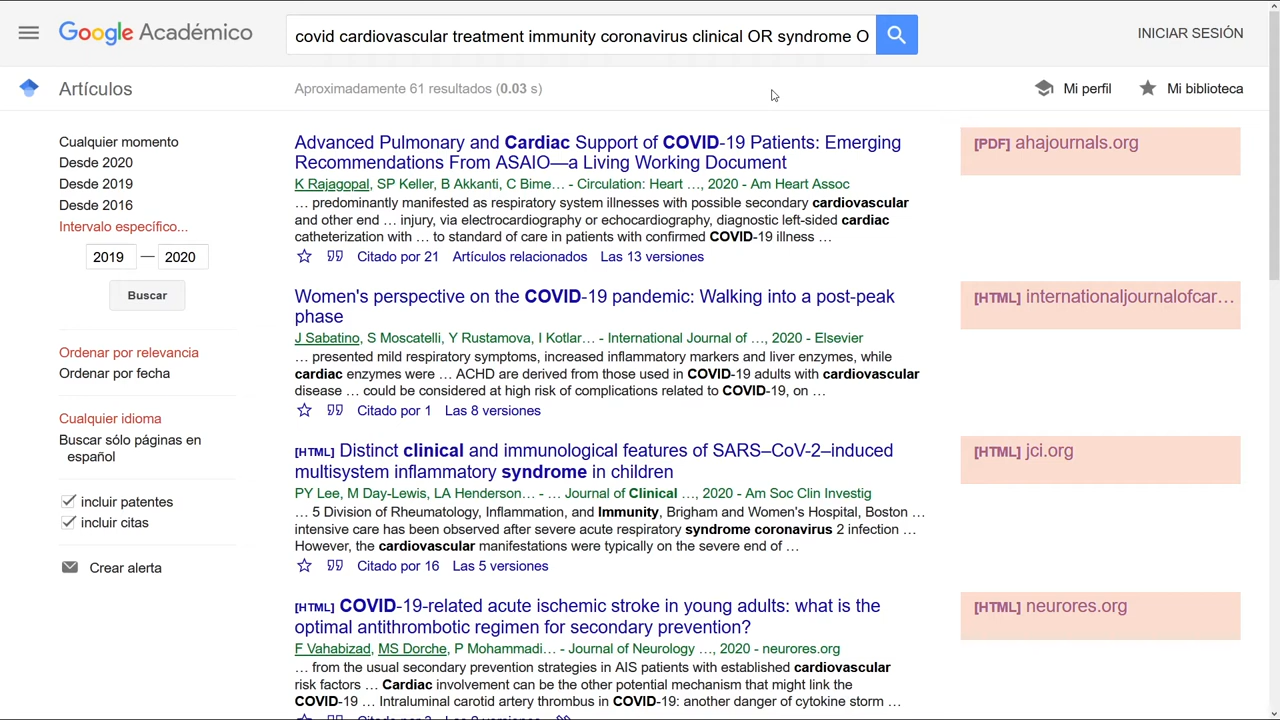 Google Académico
covid cardiovascular treatment immunity coronavirus clinical OR syndrome O
INICIAR SESIÓN
Artículos
Aproximadamente 61 resultados (0.03 s)
Mi perfil
Mi biblioteca
Cualquier momento
Desde 2020
Desde 2019
Desde 2016
Intervalo específico...
2019 — 2020
Buscar
Ordenar por relevancia
Ordenar por fecha
Cualquier idioma
Buscar sólo páginas en
español
incluir patentes
incluir citas
Crear alerta
Advanced Pulmonary and Cardiac Support of COVID-19 Patients: Emerging
Recommendations From ASAIO—a Living Working Document
K Rajagopal, SP Keller, B Akkanti, C Bime… - Circulation: Heart …, 2020 - Am Heart Assoc
… predominantly manifested as respiratory system illnesses with possible secondary cardiovascular
and other end … injury, via electrocardiography or echocardiography, diagnostic left-sided cardiac
catheterization with … to standard of care in patients with confirmed COVID-19 illness …
Citado por 21 Artículos relacionados Las 13 versiones
[PDF] ahajournals.org
Women's perspective on the COVID-19 pandemic: Walking into a post-peak
phase
J Sabatino, S Moscatelli, Y Rustamova, I Kotlar… - International Journal of …, 2020 - Elsevier
… presented mild respiratory symptoms, increased inflammatory markers and liver enzymes, while
cardiac enzymes were … ACHD are derived from those used in COVID-19 adults with cardiovascular
disease … could be considered at high risk of complications related to COVID-19, on …
Citado por 1 Las 8 versiones
[HTML] internationaljournalofcar…
[HTML] Distinct clinical and immunological features of SARS–CoV-2–induced
multisystem inflammatory syndrome in children
PY Lee, M Day-Lewis, LA Henderson… - … Journal of Clinical …, 2020 - Am Soc Clin Investig
… 5 Division of Rheumatology, Inflammation, and Immunity, Brigham and Women's Hospital, Boston …
intensive care has been observed after severe acute respiratory syndrome coronavirus 2 infection …
However, the cardiovascular manifestations were typically on the severe end of …
Citado por 16 Las 5 versiones
[HTML] jci.org
[HTML] COVID-19-related acute ischemic stroke in young adults: what is the
optimal antithrombotic regimen for secondary prevention?
F Vahabizad, MS Dorche, P Mohammadi… - Journal of Neurology …, 2020 - neurores.org
… from the usual secondary prevention strategies in AIS patients with established cardiovascular
risk factors … Cardiac involvement can be the other potential mechanism that might link the
COVID-19 … Intraluminal carotid artery thrombus in COVID-19: another danger of cytokine storm …
[HTML] neurores.org